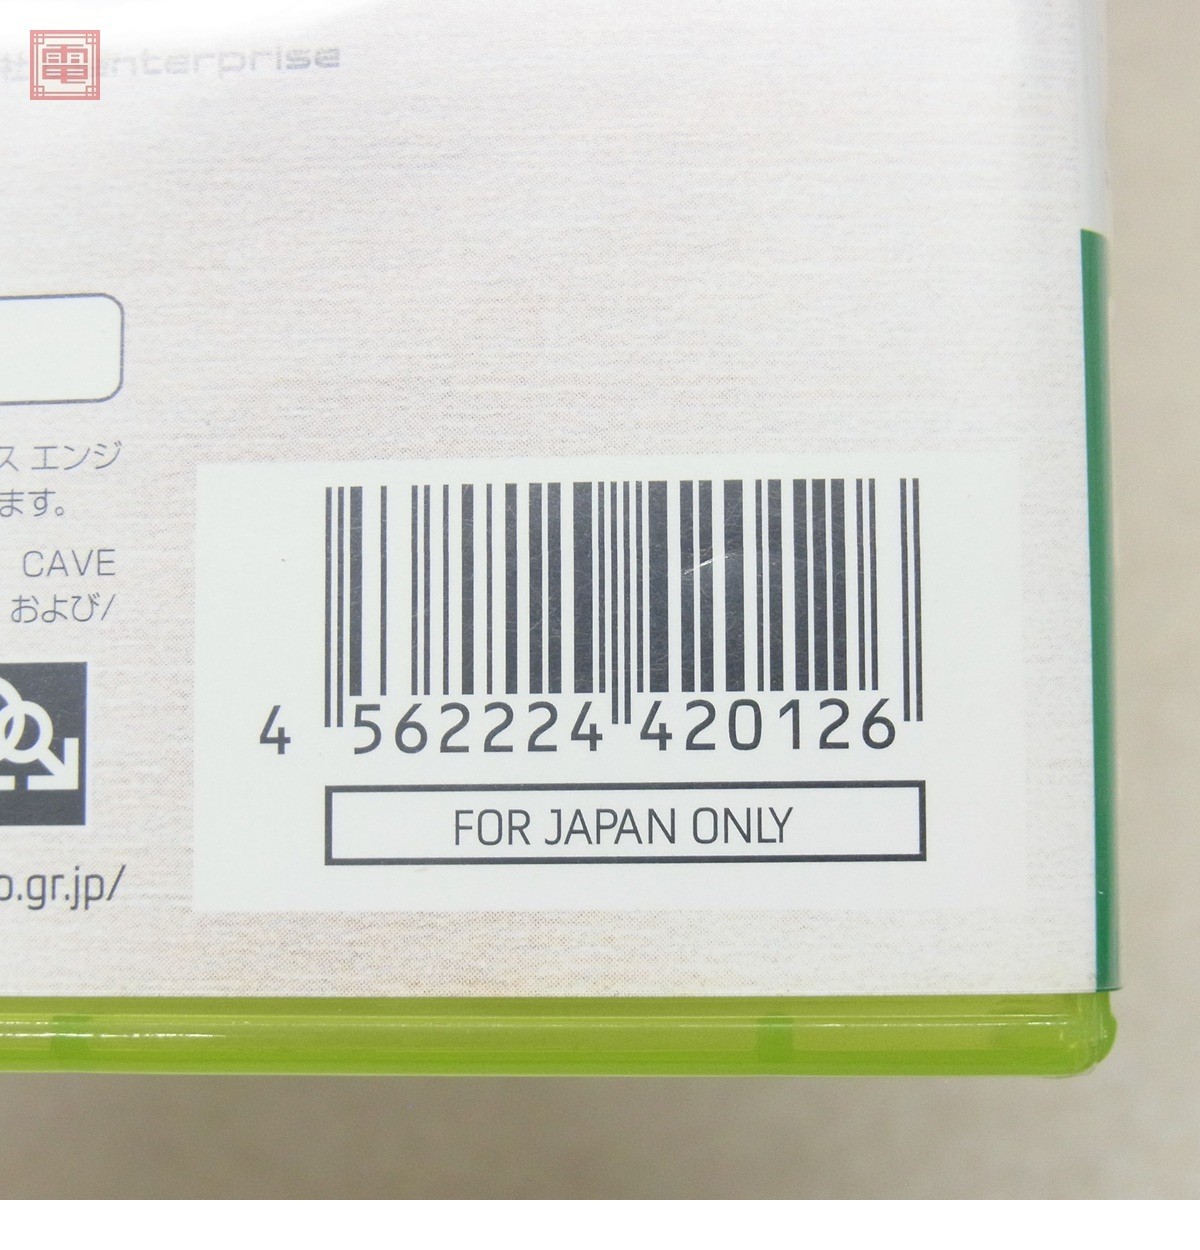 電
社
enterprise
ス エンジ
ます。
CAVE
および/
o.gr.jp/
4 562224 420126
FOR JAPAN ONLY